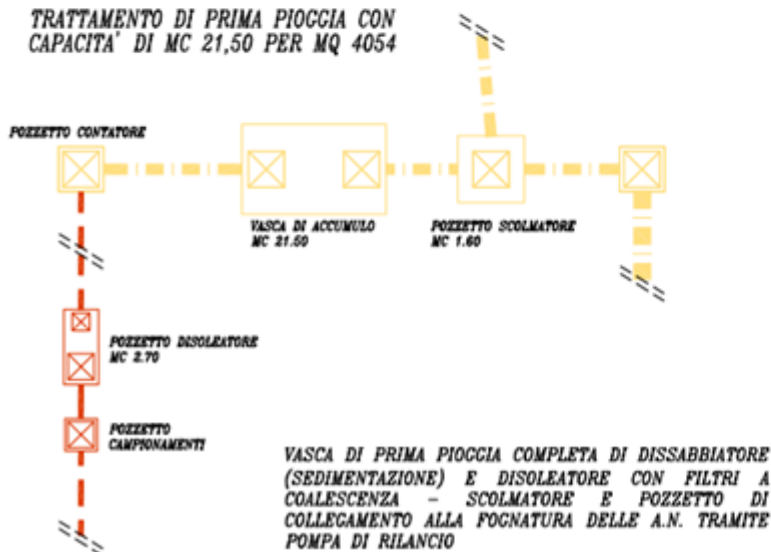 TRATTAMENTO DI PRIMA PIOGGIA CON
CAPACITA' DI MC 21,50 PER MQ 4054
POZZETTO CONTATORE
VASCA DI ACCUMULO
MC 21.50
POZZETTO SCOLMATORE
MC 1.60
POZZETTO DISOLEATORE
MC 2.70
POZZETTO
CAMPIONAMENTI
VASCA DI PRIMA PIOGGIA COMPLETA DI DISSABBIATORE
(SEDIMENTAZIONE) E DISOLEATORE CON FILTRI A
COALESCENZA - SCOLMATORE E POZZETTO DI
COLLEGAMENTO ALLA FOGNATURA DELLE A.N. TRAMITE
POMPA DI RILANCIO